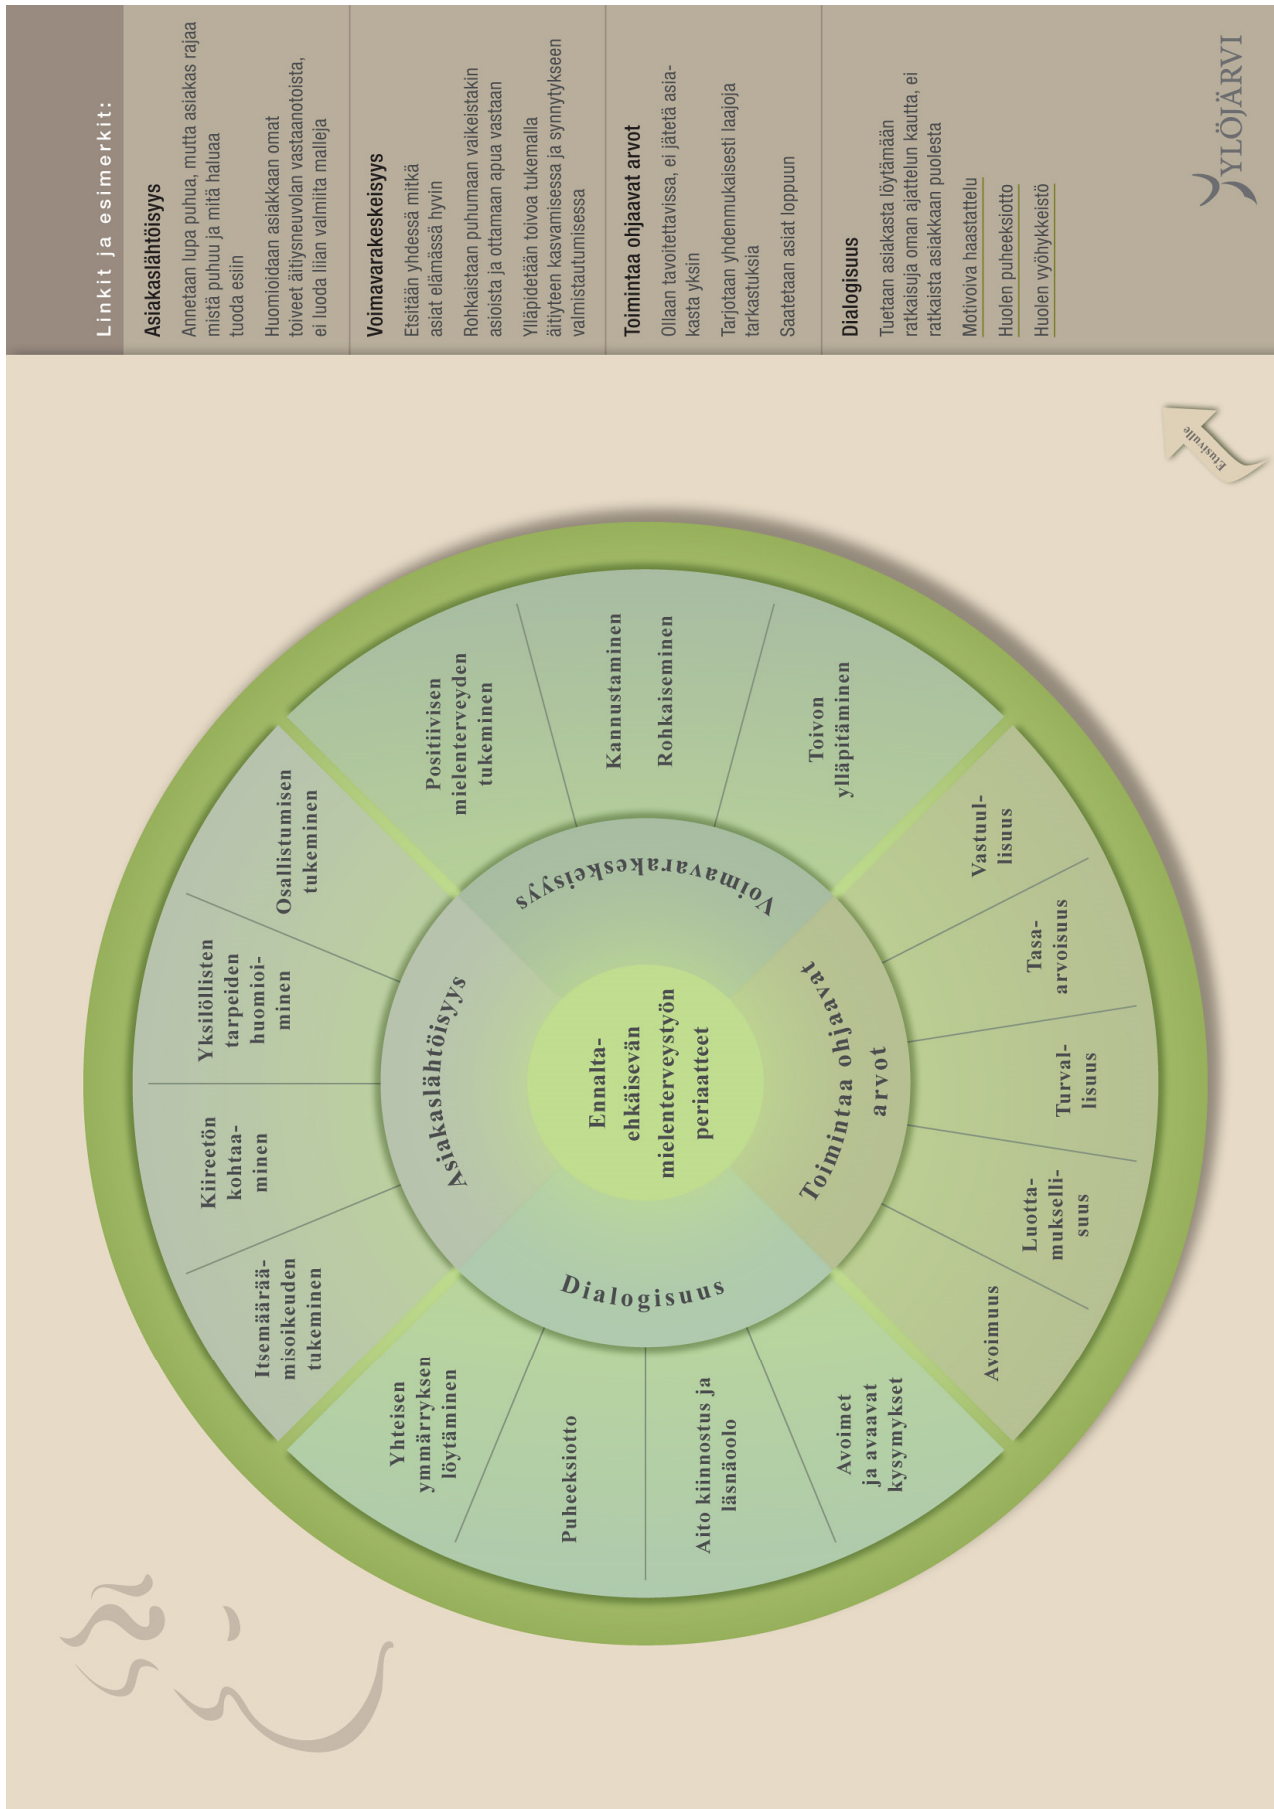 Linkit ja esimerkit:
Asiakaslähtöisyys
Annetaan lupa puhua, mutta asiakas rajaa
mistä puhuu ja mitä haluaa
tuoda esiin
Huomioidaan asiakkaan omat
toiveet äitiysneuvolan vastaanotoista,
ei luoda liian valmiita malleja
Voimavarakeskeisyys
Etsitään yhdessä mitkä
asiat elämässä hyvin
Rohkaistaan puhumaan vaikeistakin
asioista ja ottamaan apua vastaan
Ylläpidetään toivoa tukemalla
äitiyteen kasvamisessa ja synnytykseen
valmistautumisessa
Toimintaa ohjaavat arvot
Ollaan tavoitettavissa, ei jätetä asia-
kasta yksin
Tarjotaan yhdenmukaisesti laajoja
tarkastuksia
Saatetaan asiat loppuun
Dialogisuus
Tuetaan asiakasta löytämään
ratkaisuja oman ajattelun kautta, ei
ratkaista asiakkaan puolesta
Motivoiva haastattelu
Huolen puheeksiotto
Huolen vyöhykkeistö
YLÖJÄRVI
Etusivulle
Ennalta-
ehkäisevän
mielenterveystyön
periaatteet
Asiakaslähtöisyys
Itsemäärää-
misoikeuden
tukeminen
Kiireetön
kohtaa-
minen
Yksilöllisten
tarpeiden
huomioi-
minen
Osallistumisen
tukeminen
Voimavarakeskeisyys
Positiivisen
mielenterveyden
tukeminen
Kannustaminen
Rohkaiseminen
Toivon
ylläpitäminen
Toimintaa ohjaavat
arvot
Vastuul-
lisuus
Tasa-
arvoisuus
Turval-
lisuus
Luotta-
mukselli-
suus
Avoimuus
Dialogisuus
Yhteisen
ymmärryksen
löytäminen
Puheeksiotto
Aito kiinnostus ja
läsnäoolo
Avoimet
ja avaavat
kysymykset